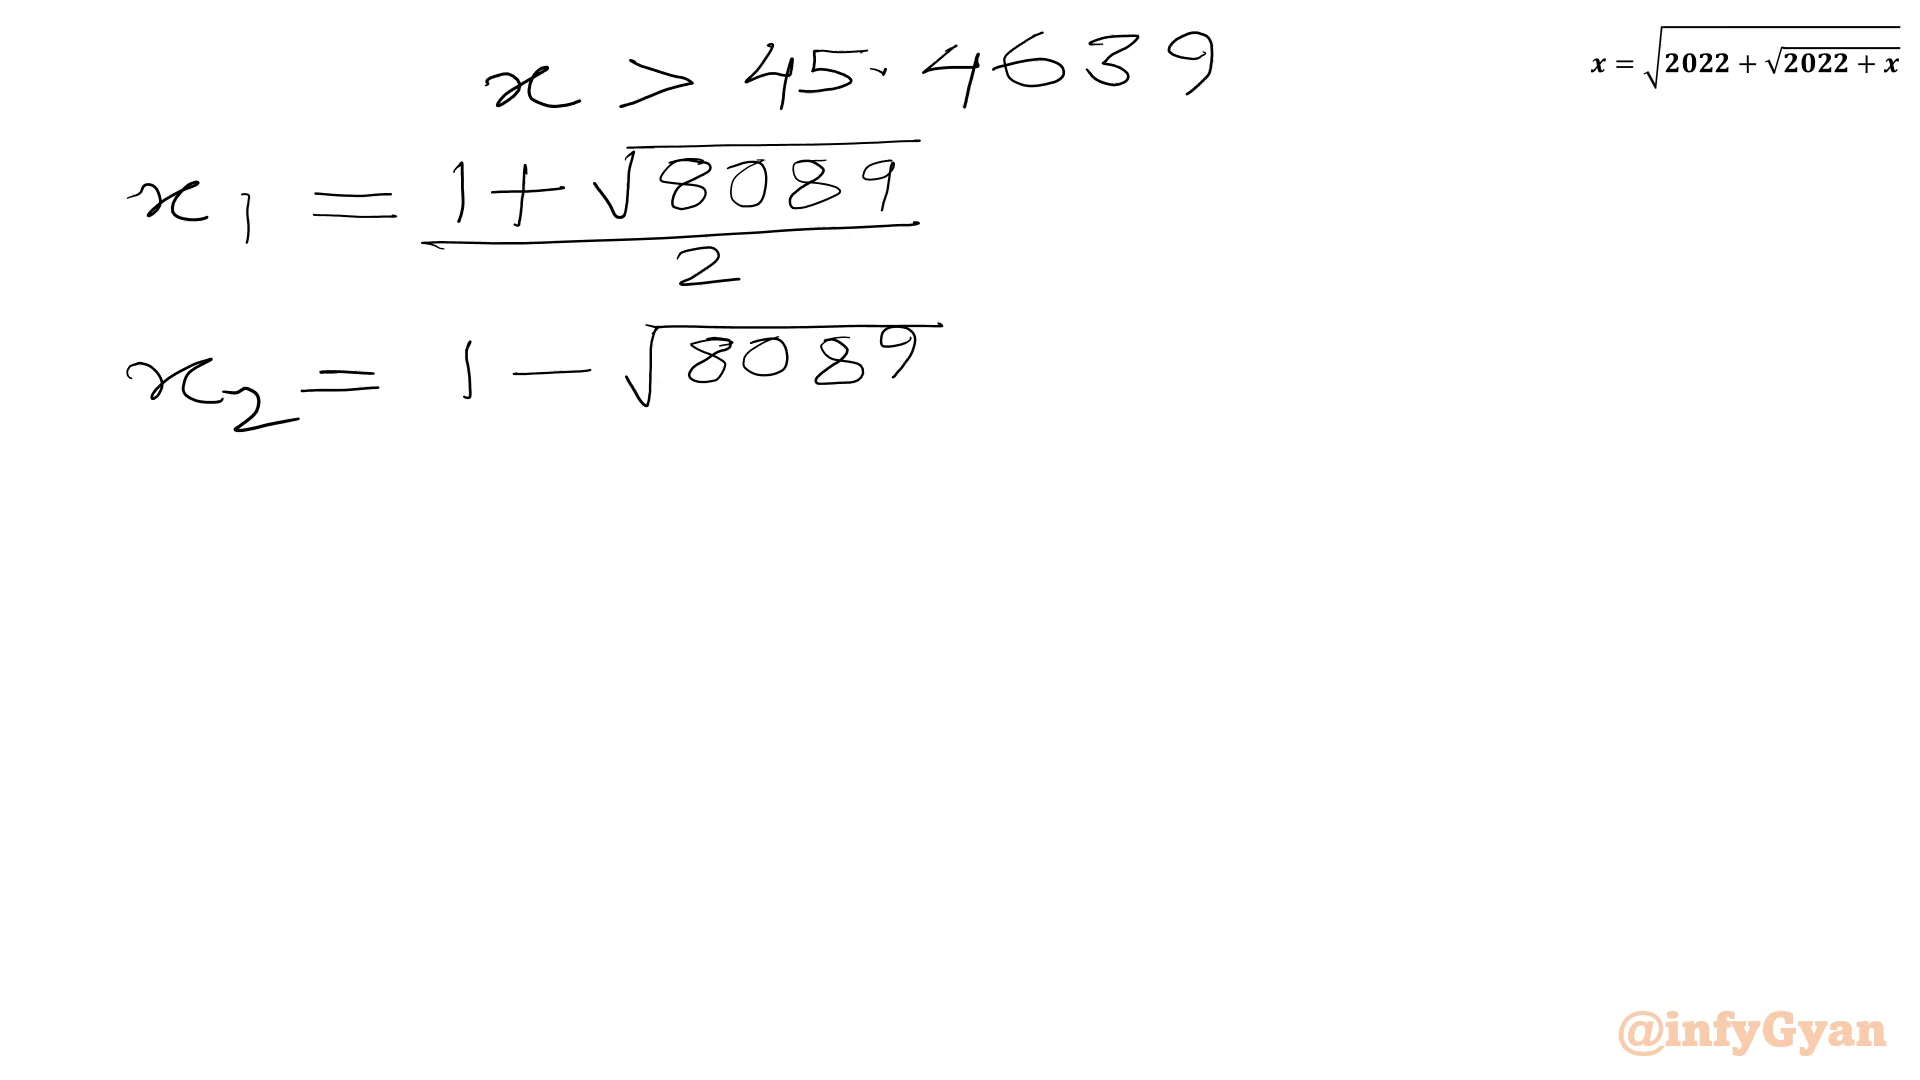 x > 45.4639
x = √(2022 + √(2022 + x))
x₁ = (1 + √8089) / 2
x₂ = 1 − √8089
@infyGyan